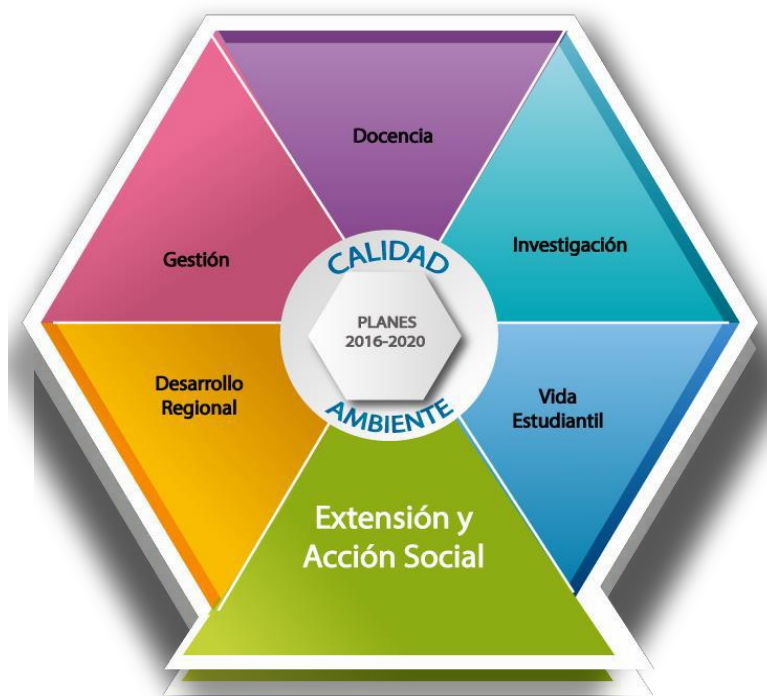 Docencia
Gestión
Investigación
CALIDAD
PLANES
2016-2020
AMBIENTE
Desarrollo
Regional
Vida
Estudiantil
Extensión y
Acción Social